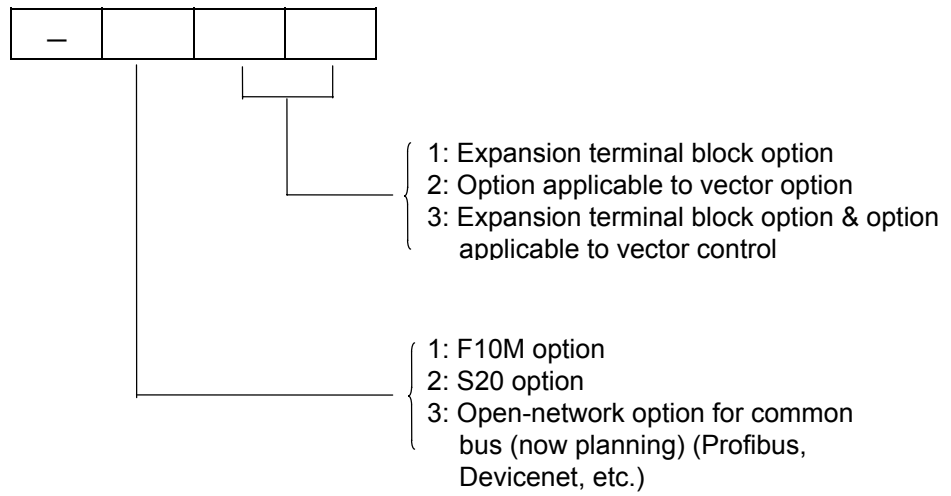 –
1: Expansion terminal block option
2: Option applicable to vector option
3: Expansion terminal block option & option
applicable to vector control
1: F10M option
2: S20 option
3: Open-network option for common
bus (now planning) (Profibus,
Devicenet, etc.)